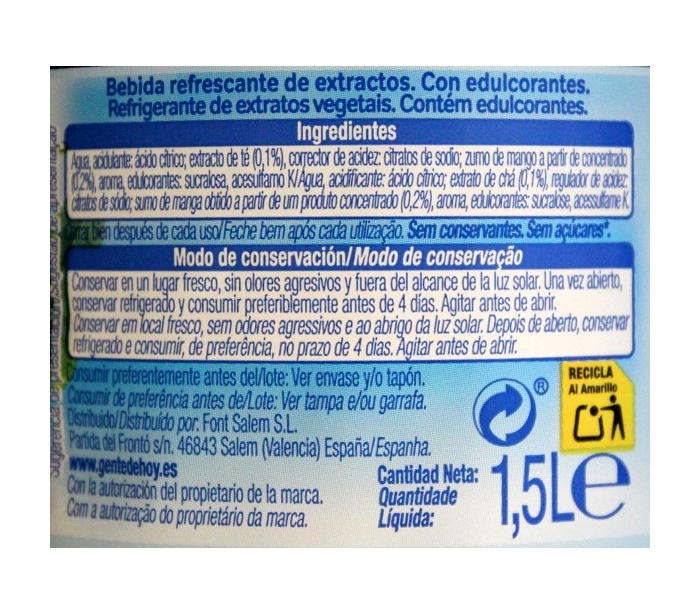 Bebida refrescante de extractos. Con edulcorantes.
Refrigerante de extratos vegetais. Contém edulcorantes.
Ingredientes
Agua, acidulante: ácido cítrico; extracto de té (0,1%), corrector de acidez: citratos de sodio; zumo de mango a partir de concentrado
(0,2%), aroma, edulcorantes: sucralosa, acesulfamo K/Água, acidificante: ácido cítrico; extrato de chá (0,1%), regulador de acidez:
citratos de sódio; sumo de manga obtido a partir de um produto concentrado (0,2%), aroma, edulcorantes: sucralose, acessulfame K.
bien después de cada uso/Feche bem após cada utilização. Sem conservantes. Sem açúcares*.
Modo de conservación/Modo de conservação
Conservar en un lugar fresco, sin olores agresivos y fuera del alcance de la luz solar. Una vez abierto,
conservar refrigerado y consumir preferiblemente antes de 4 días. Agitar antes de abrir.
Conservar em local fresco, sem odores agressivos e ao abrigo da luz solar. Depois de aberto, conservar
refrigerado e consumir, de preferência, no prazo de 4 dias. Agitar antes de abrir.
Consumir preferentemente antes del/lote: Ver envase y/o tapón.
Consumir de preferência antes de/Lote: Ver tampa e/ou garrafa.
Distribuido/Distribuído por: Font Salem S.L.
Partida del Frontó s/n. 46843 Salem (Valencia) España/Espanha.
www.gentedehoy.es
Con la autorización del propietario de la marca.
Com a autorização do proprietário da marca.
RECICLA
Al Amarillo
®
Cantidad Neta:
Quantidade
Líquida:
1,5L℮